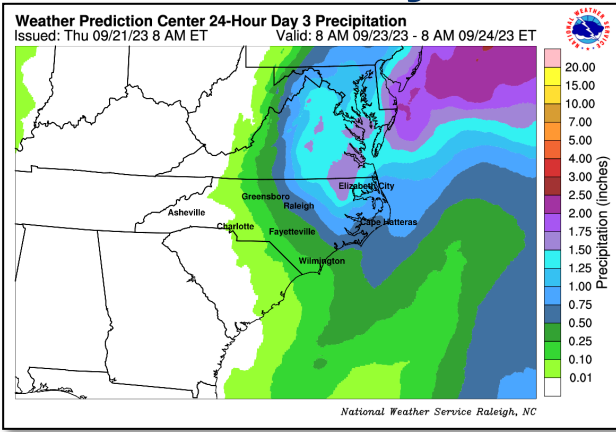 Weather Prediction Center 24-Hour Day 3 Precipitation
Issued: Thu 09/21/23 8 AM ET
Valid: 8 AM 09/23/23 - 8 AM 09/24/23 ET
NATIONAL WEATHER SERVICE
20.00
15.00
10.00
7.00
5.00
4.00
3.00
2.50
2.00
1.75
1.50
1.25
1.00
0.75
0.50
0.25
0.10
0.01
Precipitation (inches)
Elizabeth City
Greensboro
Raleigh
Asheville
Cape Hatteras
Charlotte
Fayetteville
Wilmington
National Weather Service Raleigh, NC